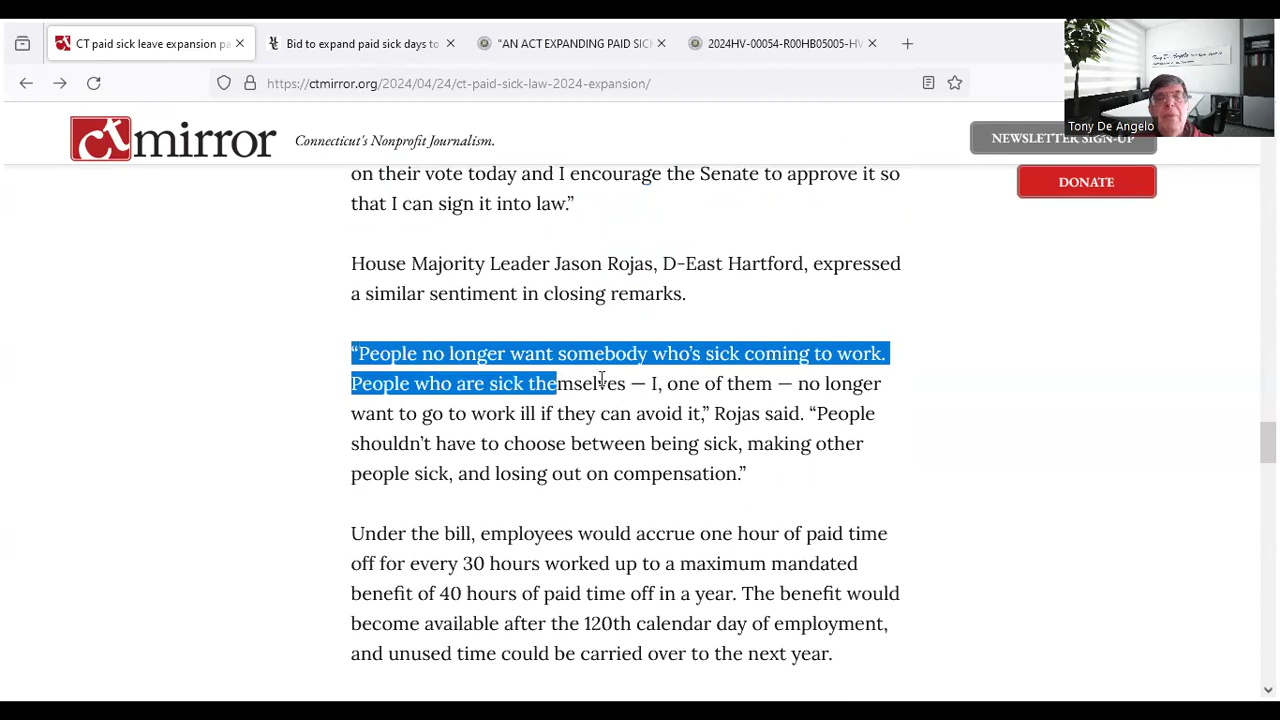 CT paid sick leave expansion pa
Bid to expand paid sick days to
"AN ACT EXPANDING PAID SICK
2024HV-00054-R00HB05005-HV
https://ctmirror.org/2024/04/24/ct-paid-sick-law-2024-expansion/
Tony De Angelo
ct mirror
Connecticut's Nonprofit Journalism.
NEWSLETTER SIGN-UP
DONATE
on their vote today and I encourage the Senate to approve it so
that I can sign it into law.”
House Majority Leader Jason Rojas, D-East Hartford, expressed
a similar sentiment in closing remarks.
“People no longer want somebody who’s sick coming to work.
People who are sick themselves — I, one of them — no longer
want to go to work ill if they can avoid it,” Rojas said. “People
shouldn’t have to choose between being sick, making other
people sick, and losing out on compensation.”
Under the bill, employees would accrue one hour of paid time
off for every 30 hours worked up to a maximum mandated
benefit of 40 hours of paid time off in a year. The benefit would
become available after the 120th calendar day of employment,
and unused time could be carried over to the next year.